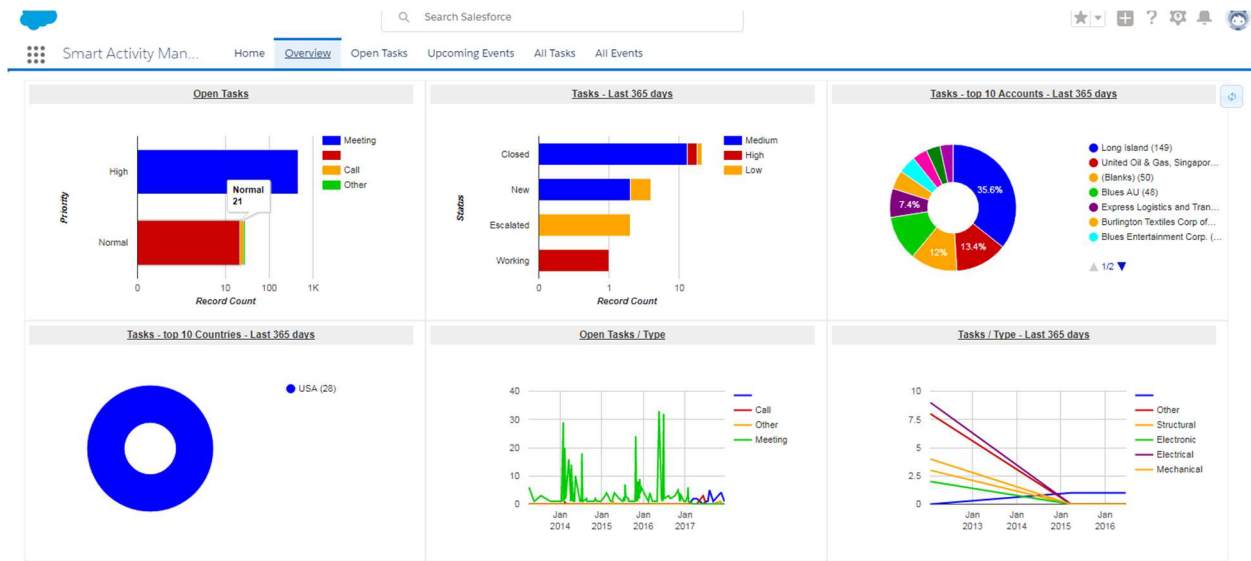 Search Salesforce
Smart Activity Man... Home Overview Open Tasks Upcoming Events All Tasks All Events
Open Tasks
Priority
High
Normal
Normal
21
0 10 100 1K
Record Count
Meeting
Call
Other
Tasks - Last 365 days
Status
Closed
New
Escalated
Working
0 1 10
Record Count
Medium
High
Low
Tasks - top 10 Accounts - Last 365 days
35.6%
13.4%
12%
7.4%
Long Island (149)
United Oil & Gas, Singapor...
(Blanks) (50)
Blues AU (48)
Express Logistics and Tran...
Burlington Textiles Corp of...
Blues Entertainment Corp. (...
1/2
Tasks - top 10 Countries - Last 365 days
USA (28)
Open Tasks / Type
40
30
20
10
0
Jan Jan Jan Jan
2014 2015 2016 2017
Call
Other
Meeting
Tasks / Type - Last 365 days
10
7.5
5
2.5
0
Jan Jan Jan Jan
2013 2014 2015 2016
Other
Structural
Electronic
Electrical
Mechanical